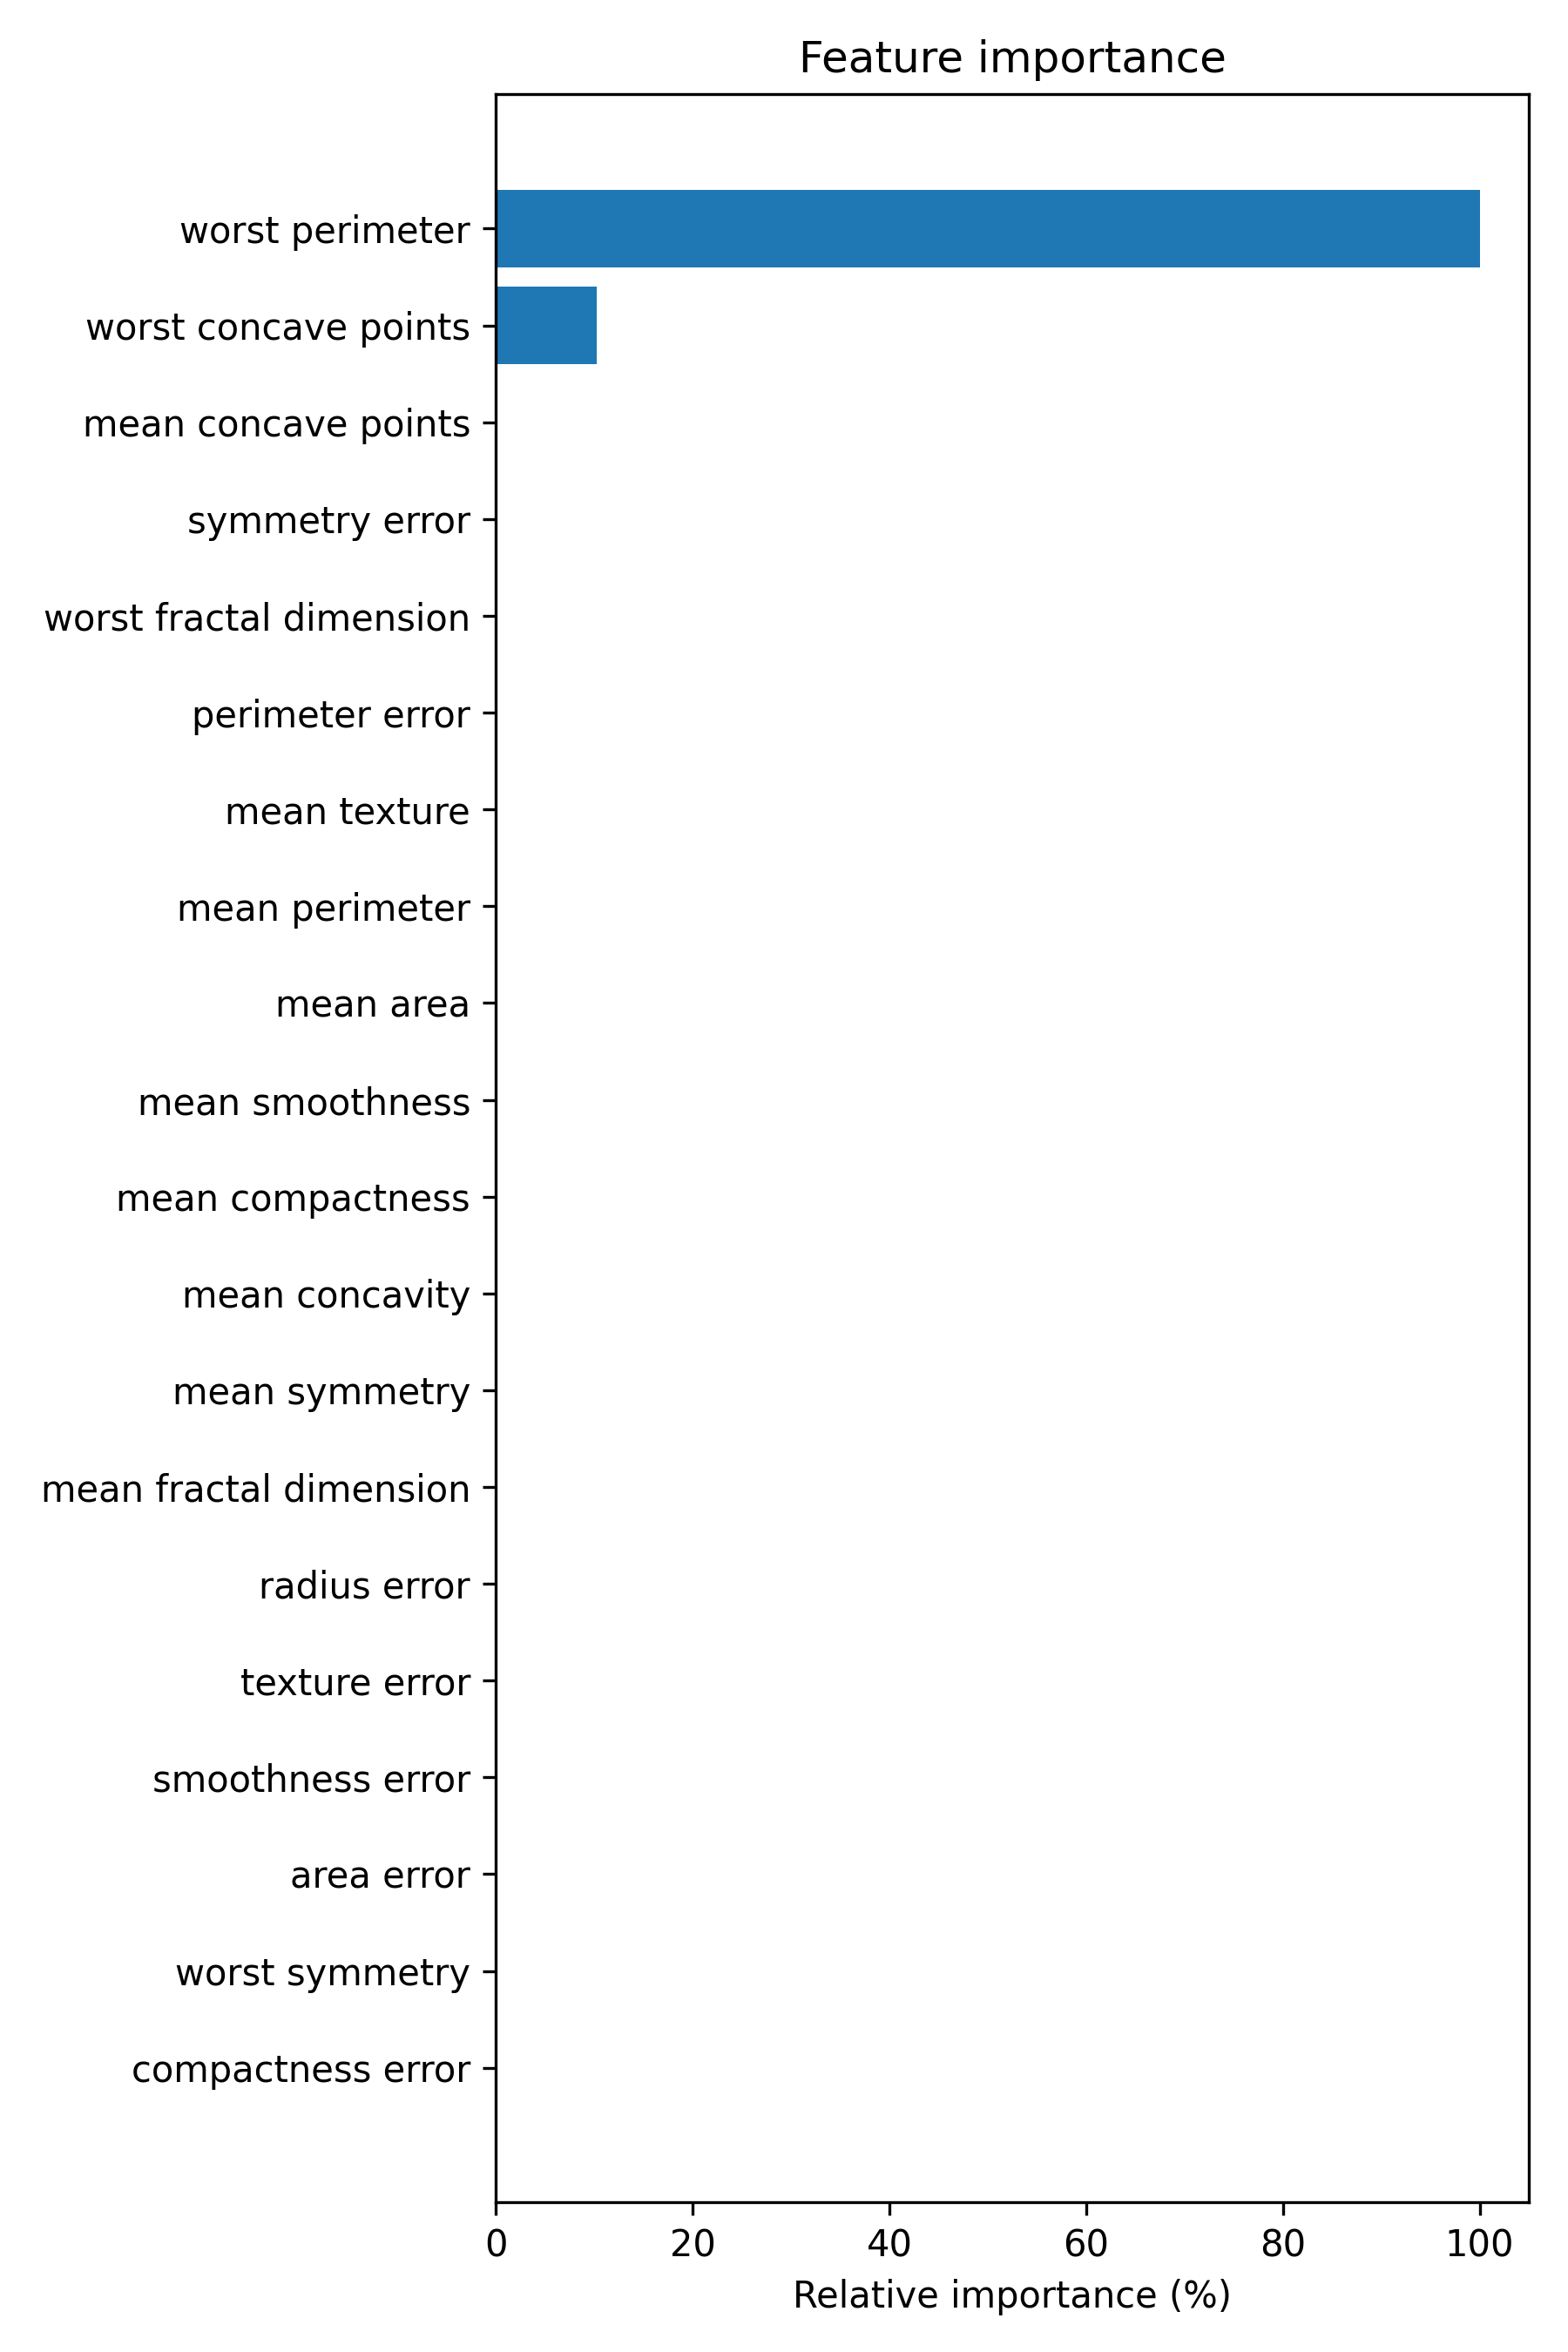 Feature importance
worst perimeter
worst concave points
mean concave points
symmetry error
worst fractal dimension
perimeter error
mean texture
mean perimeter
mean area
mean smoothness
mean compactness
mean concavity
mean symmetry
mean fractal dimension
radius error
texture error
smoothness error
area error
worst symmetry
compactness error
0 20 40 60 80 100
Relative importance (%)